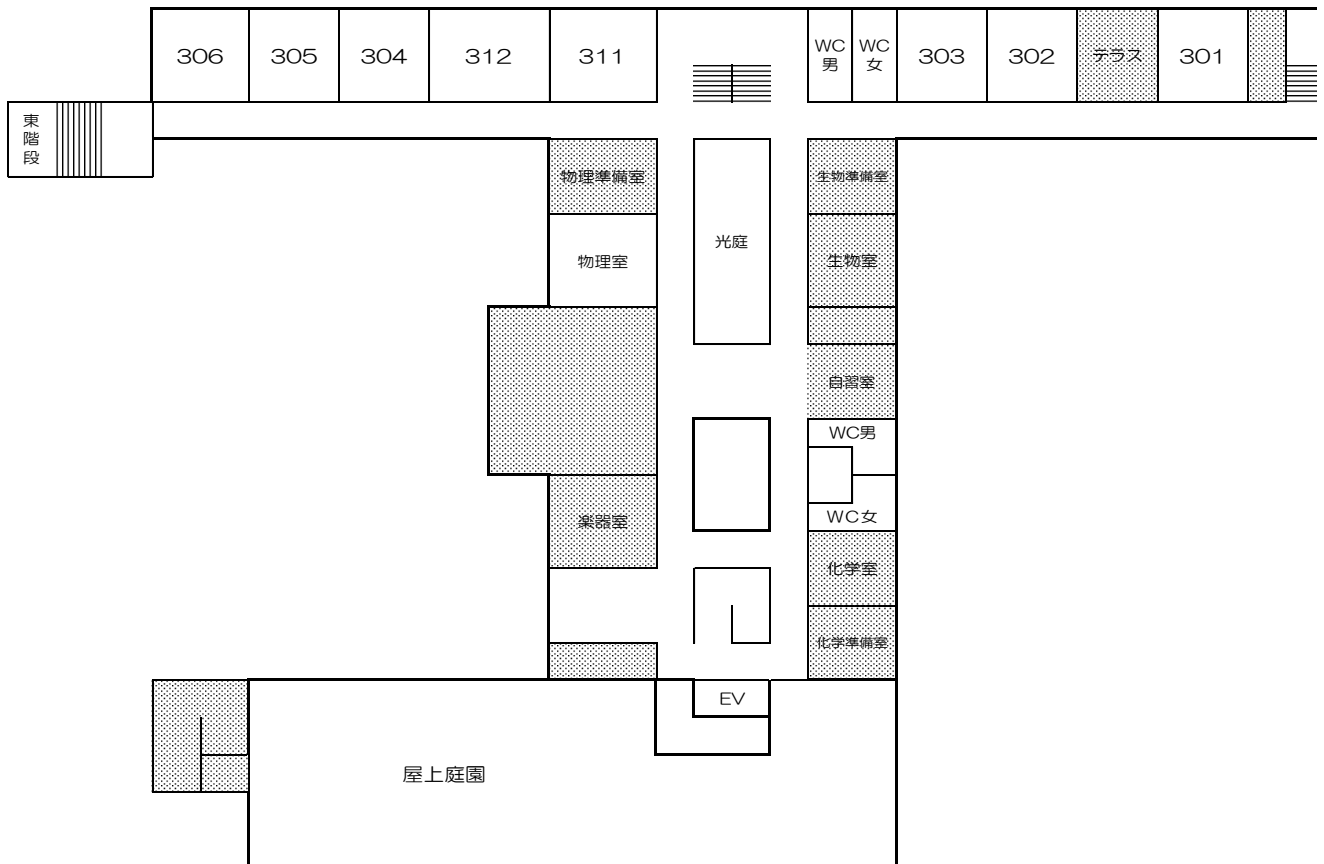 306
305
304
312
311
WC
男
WC
女
303
302
テラス
301
東
階
段
物理準備室
生物準備室
物理室
光庭
生物室
自習室
WC男
楽器室
WC女
化学室
化学準備室
EV
屋上庭園